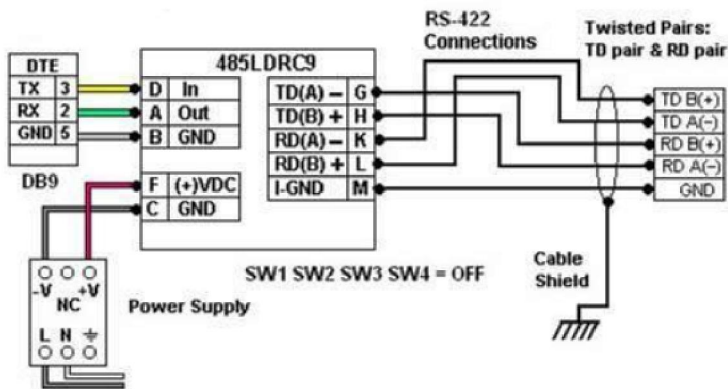 RS-422
Connections
Twisted Pairs:
TD pair & RD pair
DTE
TX 3
RX 2
GND 5
DB9
485LDRC9
D In
A Out
B GND
F (+)VDC
C GND
TD(A) – G
TD(B) + H
RD(A) – K
RD(B) + L
I-GND M
TD B(+)
TD A(–)
RD B(+)
RD A(–)
GND
SW1 SW2 SW3 SW4 = OFF
Cable
Shield
-V +V
NC
L N
Power Supply